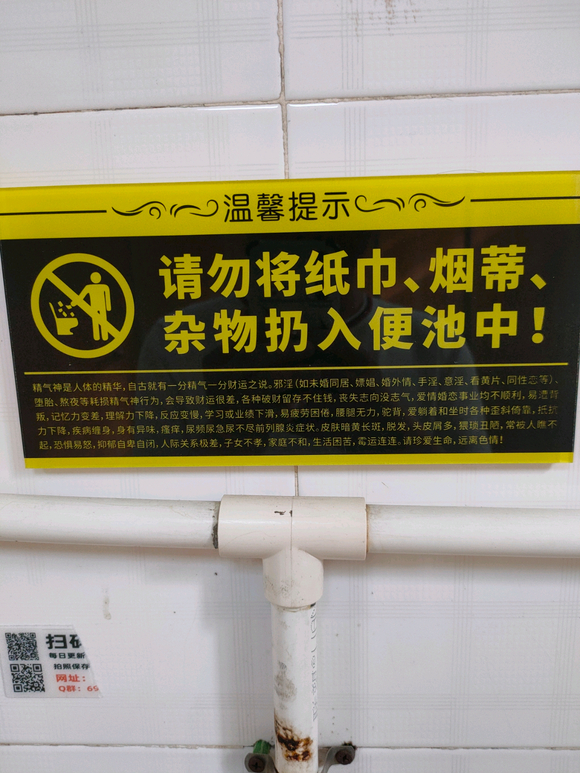 温馨提示
请勿将纸巾、烟蒂、
杂物扔入便池中！
精气神是人体的精华，自古就有一分精气一分财运之说。邪淫（如未婚同居、嫖娼、婚外情、手淫、意淫、看黄片、同性恋等）、
堕胎、熬夜等耗损精气神行为，会导致财运很差，各种破财留存不住钱，丧失志向没志气，爱情婚恋事业均不顺利，易遭背
叛，记忆力变差，理解力下降，反应变慢，学习或业绩下滑，易疲劳困倦，腰腿无力，驼背，爱躺着和坐时各种歪斜倚靠，抵抗
力下降，疾病缠身，身有异味，瘙痒，尿频尿急尿不尽前列腺炎症状。皮肤暗黄长斑，脱发，头皮屑多，猥琐丑陋，常被人瞧不
起，恐惧易怒，抑郁自卑自闭，人际关系极差，子女不孝，家庭不和，生活困苦，霉运连连。请珍爱生命，远离色情！
扫码
每日更新
拍照保存
网址：
Q群：69